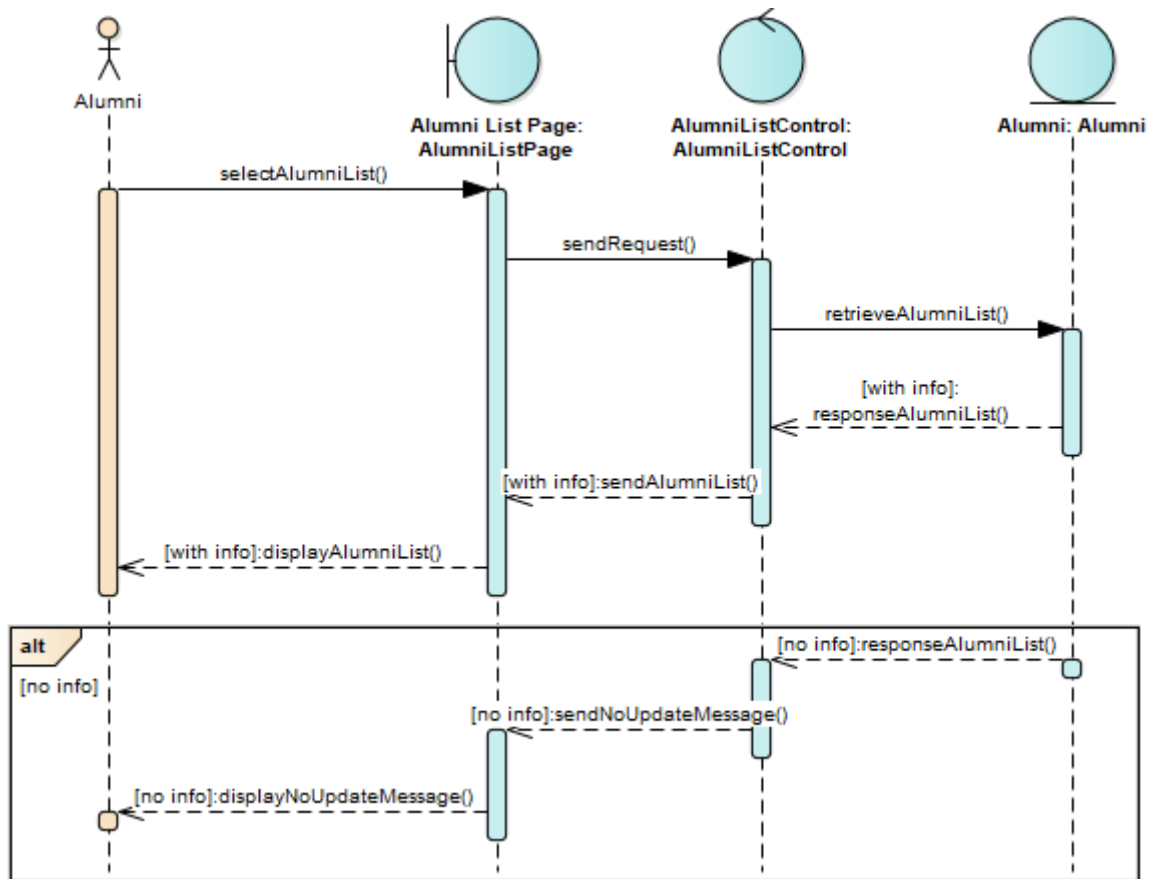 Alumni
Alumni List Page:
AlumniListPage
AlumniListControl:
AlumniListControl
Alumni: Alumni
selectAlumniList()
sendRequest()
retrieveAlumniList()
[with info]:
responseAlumniList()
[with info]:sendAlumniList()
[with info]:displayAlumniList()
alt
[no info]:responseAlumniList()
[no info]
[no info]:sendNoUpdateMessage()
[no info]:displayNoUpdateMessage()